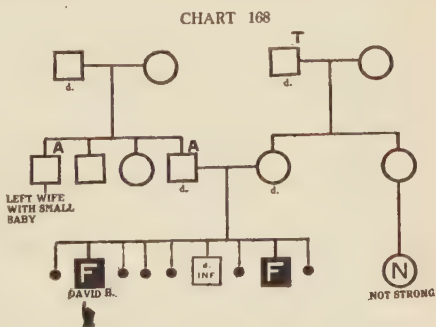 CHART 168
T
d.
d.
A
A
d.
d.
LEFT WIFE
WITH SMALL
BABY
F
d.
INF
F
N
DAVID B.
NOT STRONG